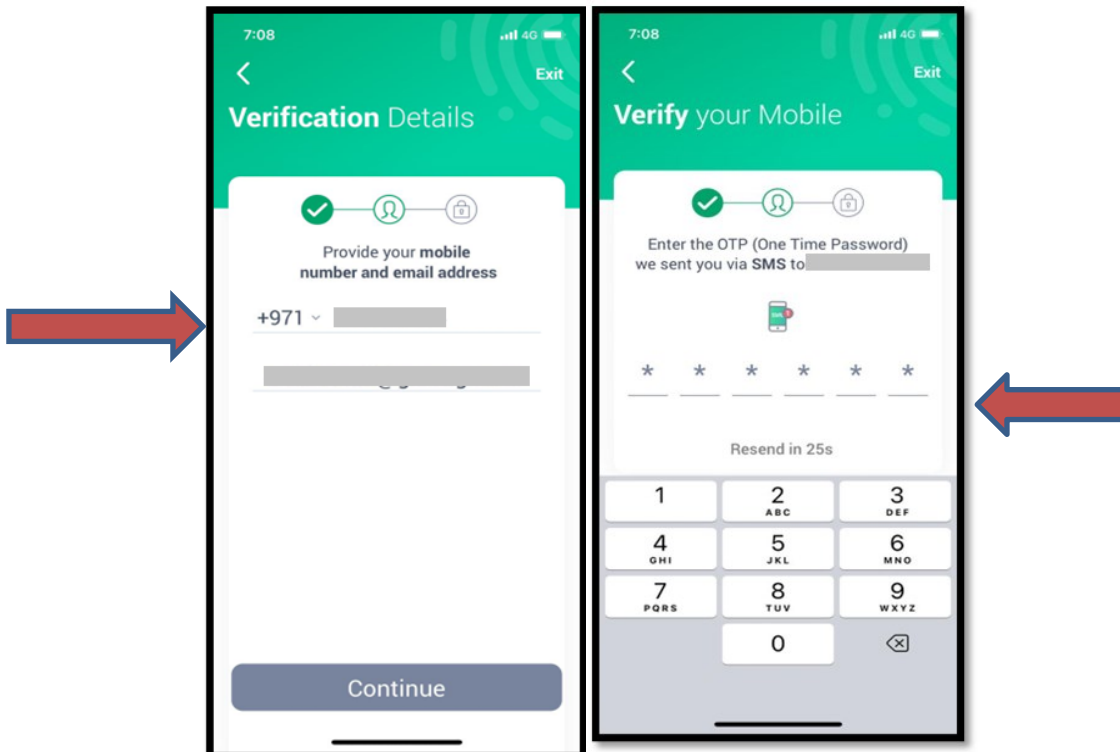 7:08
4G
Exit
Verification Details
Provide your mobile
number and email address
+971
Continue
7:08
4G
Exit
Verify your Mobile
Enter the OTP (One Time Password)
we sent you via SMS to
* * * * * *
Resend in 25s
1 2 3
ABC DEF
4 5 6
GHI JKL MNO
7 8 9
PQRS TUV WXYZ
0